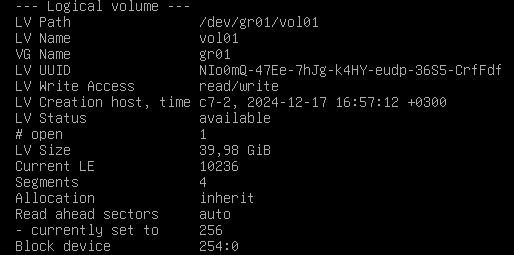 --- Logical volume ---
LV Path                /dev/gr01/vol01
LV Name                vol01
VG Name                gr01
LV UUID                NIo0mQ-47Ee-7hJg-k4HY-eudp-36S5-CrfFdf
LV Write Access        read/write
LV Creation host, time c7-2, 2024-12-17 16:57:12 +0300
LV Status              available
# open                 1
LV Size                39,98 GiB
Current LE             10236
Segments               4
Allocation             inherit
Read ahead sectors     auto
- currently set to     256
Block device           254:0